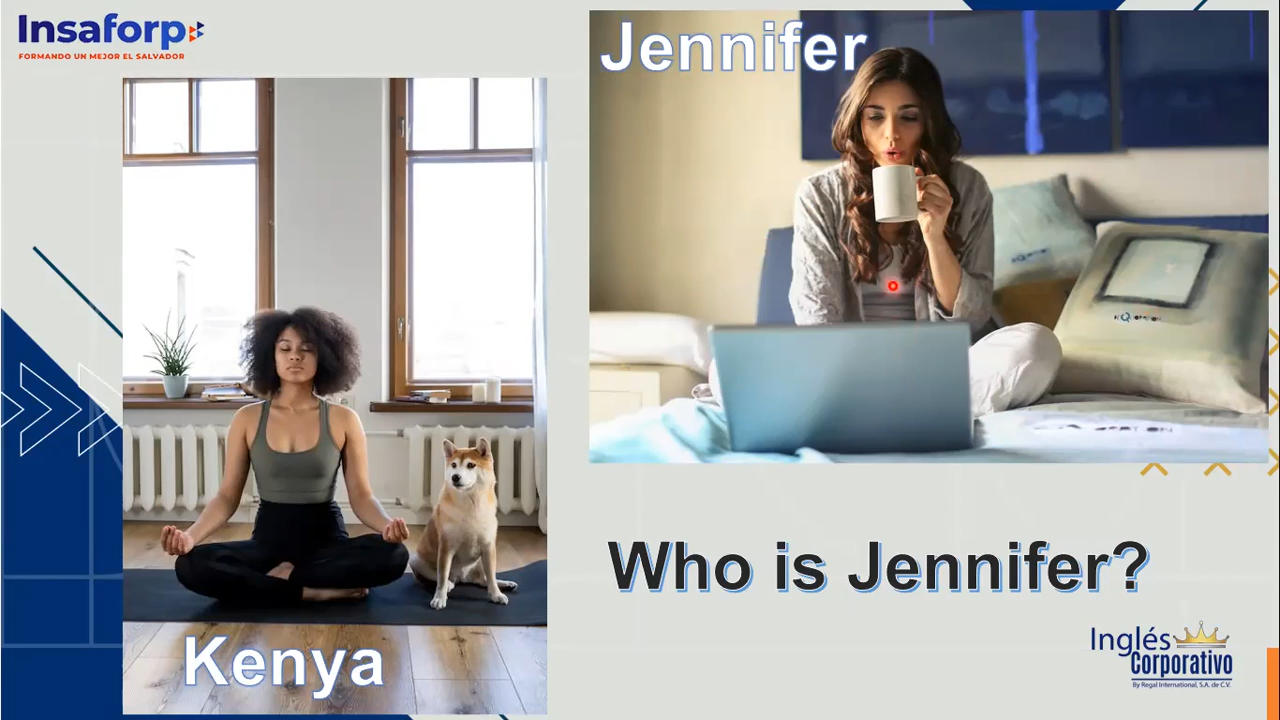 Insaforp
FORMANDO UN MEJOR EL SALVADOR
Jennifer
Kenya
Who is Jennifer?
Inglés
Corporativo
By Regal International, S.A. de C.V.